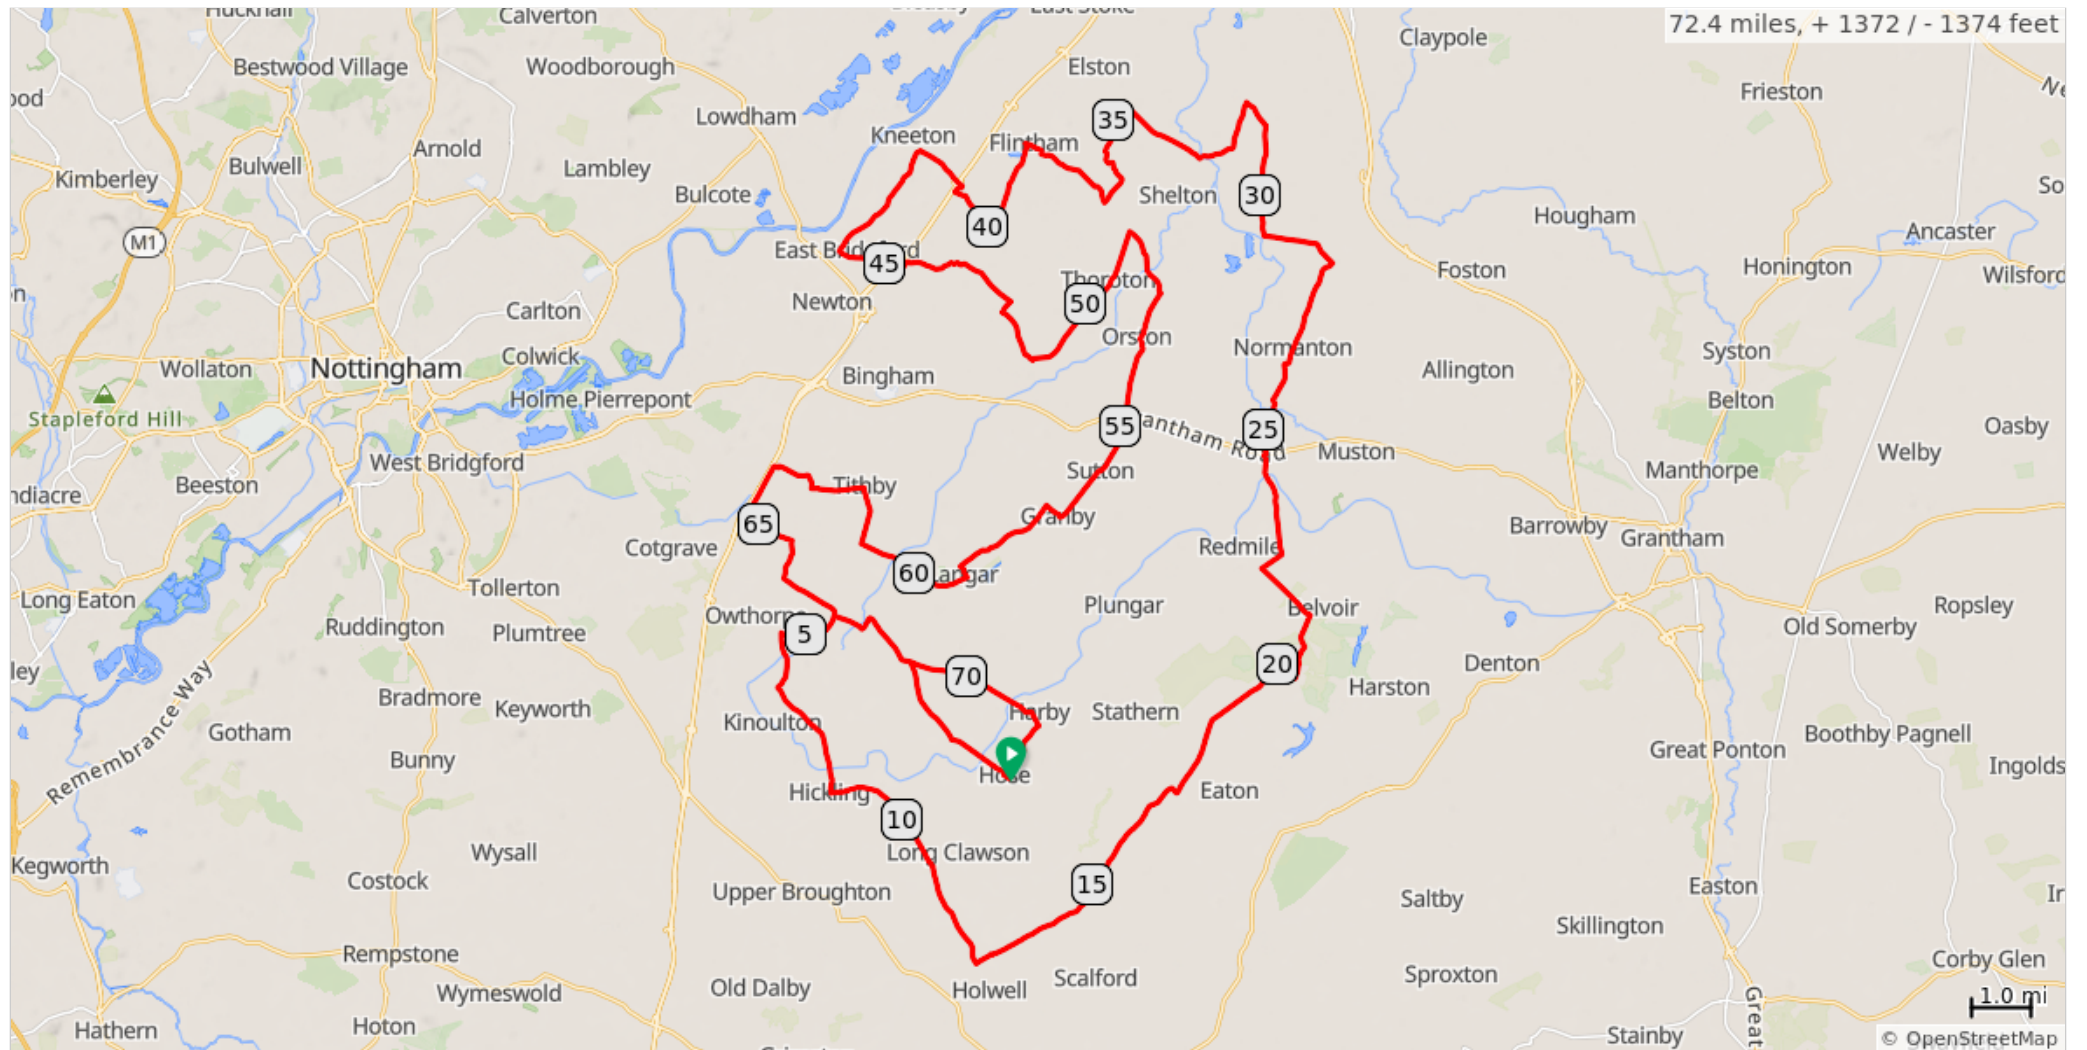 72.4 miles, + 1372 / - 1374 feet
Calverton
Claypole
Bestwood Village
Woodborough
Elston
Frieston
Lowdham
35
Kneeton
Flintham
Arnold
Bulwell
Lambley
Kimberley
Bulcote
Shelton
30
Hougham
40
Ancaster
M1
East Bridgford
45
Foston
Honington
Wilsford
Thoroton
50
Newton
Carlton
Orston
Normanton
Syston
Colwick
Nottingham
Wollaton
Bingham
Allington
Stapleford Hill
Holme Pierrepont
Belton
55
antham Road
25
Oasby
Muston
Welby
West Bridgford
Sutton
Manthorpe
Beeston
Tithby
ndiacre
Granby
65
Barrowby
Grantham
Cotgrave
Redmile
60
angar
Tollerton
Long Eaton
Plungar
Belvoir
Ropsley
Owthorpe
5
Ruddington
Plumtree
Old Somerby
20
Denton
ley
70
Harston
Bradmore
Keyworth
Harby
Stathern
Kinoulton
Remembrance Way
Gotham
Boothby Pagnell
Great Ponton
Bunny
Hose
Ingolds
Hickling
Eaton
10
Wysall
Long Clawson
Kegworth
Costock
15
Easton
Upper Broughton
Saltby
Skillington
Rempstone
Corby Glen
Scalford
Sproxton
Old Dalby
Holwell
Wymeswold
1.0 mi
Great
Hathern
Hoton
Stainby
© OpenStreetMap